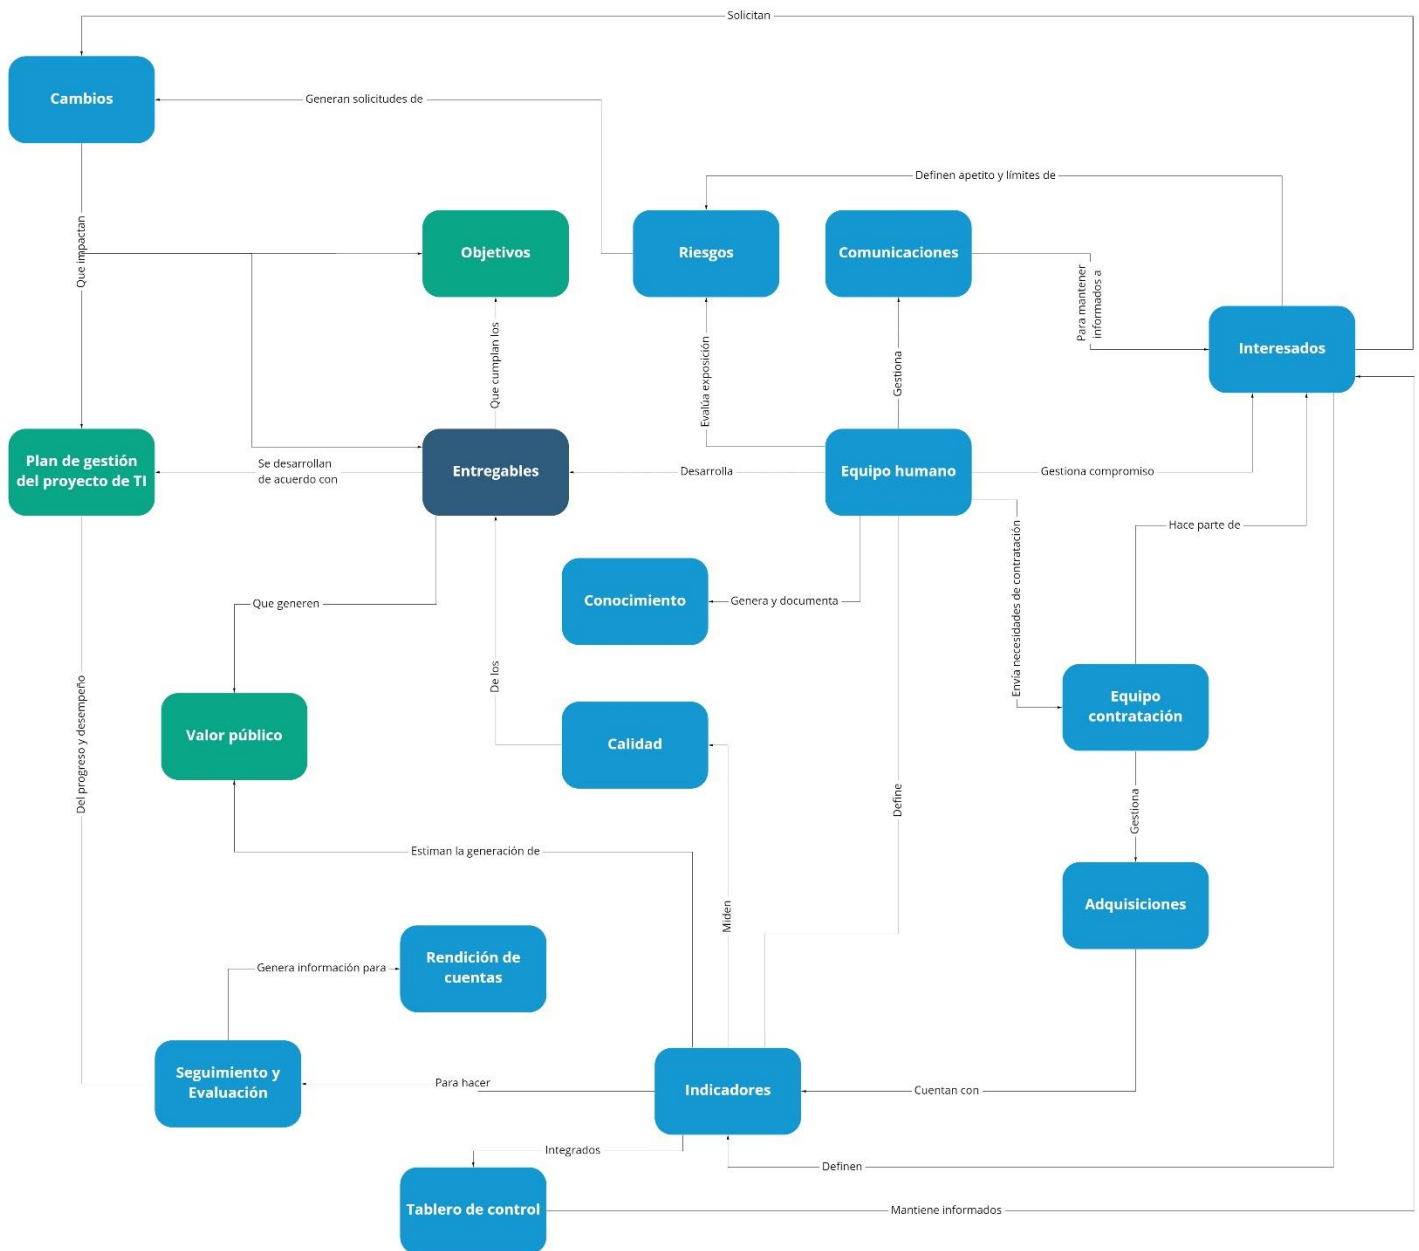 Solicitan
Cambios
Generan solicitudes de
Definen apetito y límites de
Que impactan
Objetivos
Riesgos
Comunicaciones
Para mantener
informados a
Interesados
Que cumplan los
Evalúa exposición
Gestiona
Plan de gestión
del proyecto de TI
Se desarrollan
de acuerdo con
Entregables
Desarrolla
Equipo humano
Gestiona compromiso
Hace parte de
Envía necesidades de contratación
Conocimiento
Genera y documenta
Que generen
De los
Equipo
contratación
Valor público
Calidad
Del progreso y desempeño
Define
Gestiona
Estiman la generación de
Miden
Adquisiciones
Rendición de
cuentas
Genera información para
Seguimiento y
Evaluación
Para hacer
Indicadores
Cuentan con
Integrados
Definen
Tablero de control
Mantiene informados